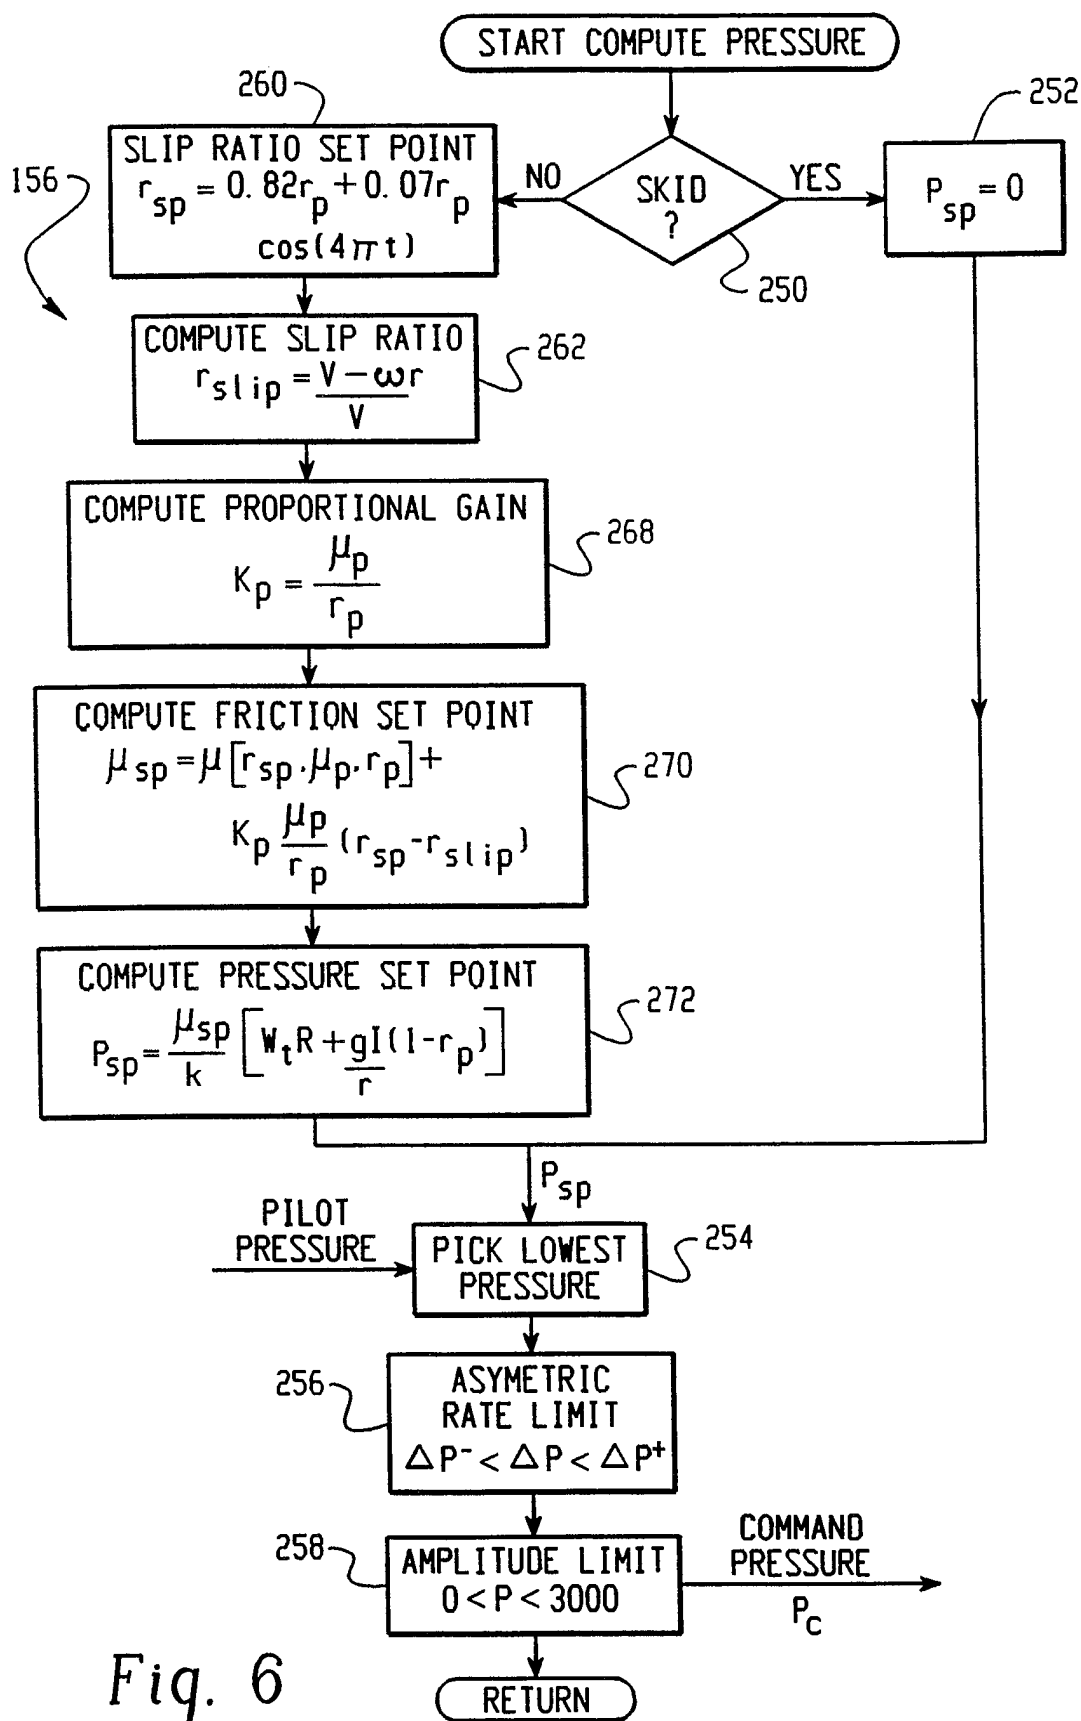 START COMPUTE PRESSURE
260
252
156
SLIP RATIO SET POINT
r_sp = 0.82r_p + 0.07r_p
cos(4πt)
NO
SKID
?
YES
P_sp = 0
250
COMPUTE SLIP RATIO
r_slip = (V - ωr)/V
262
COMPUTE PROPORTIONAL GAIN
K_p = μ_p/r_p
268
COMPUTE FRICTION SET POINT
μ_sp = μ[r_sp, μ_p, r_p] +
K_p μ_p/r_p (r_sp - r_slip)
270
COMPUTE PRESSURE SET POINT
P_sp = μ_sp/k [W_t R + gI/r (1 - r_p)]
272
P_sp
PILOT
PRESSURE
PICK LOWEST
PRESSURE
254
256
ASYMETRIC
RATE LIMIT
△P⁻ < △P < △P⁺
258
AMPLITUDE LIMIT
0 < P < 3000
COMMAND
PRESSURE
P_C
RETURN
Fig. 6